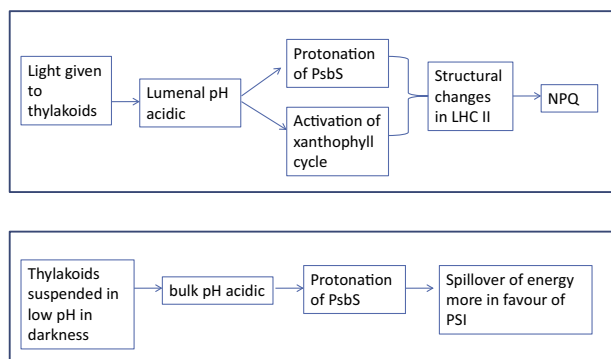 Light given
to
thylakoids
Lumenal pH
acidic
Protonation
of PsbS
Activation of
xanthophyll
cycle
Structural
changes
in LHC II
NPQ
Thylakoids
suspended in
low pH in
darkness
bulk pH acidic
Protonation
of PsbS
Spillover of energy
more in favour of
PSI